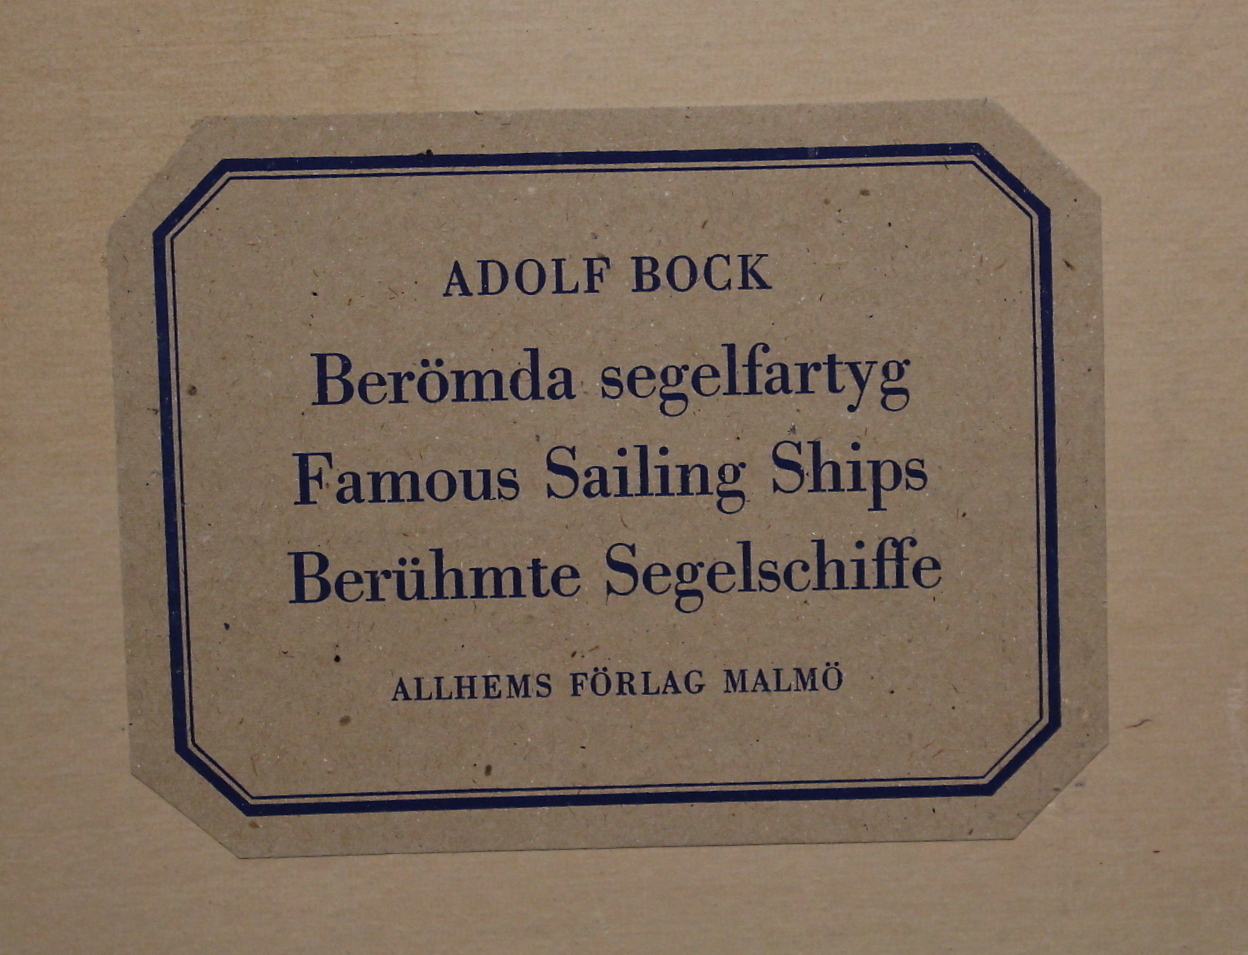 ADOLF BOCK
Berömda segelfartyg
Famous Sailing Ships
Berühmte Segelschiffe
ALLHEMS FÖRLAG MALMÖ